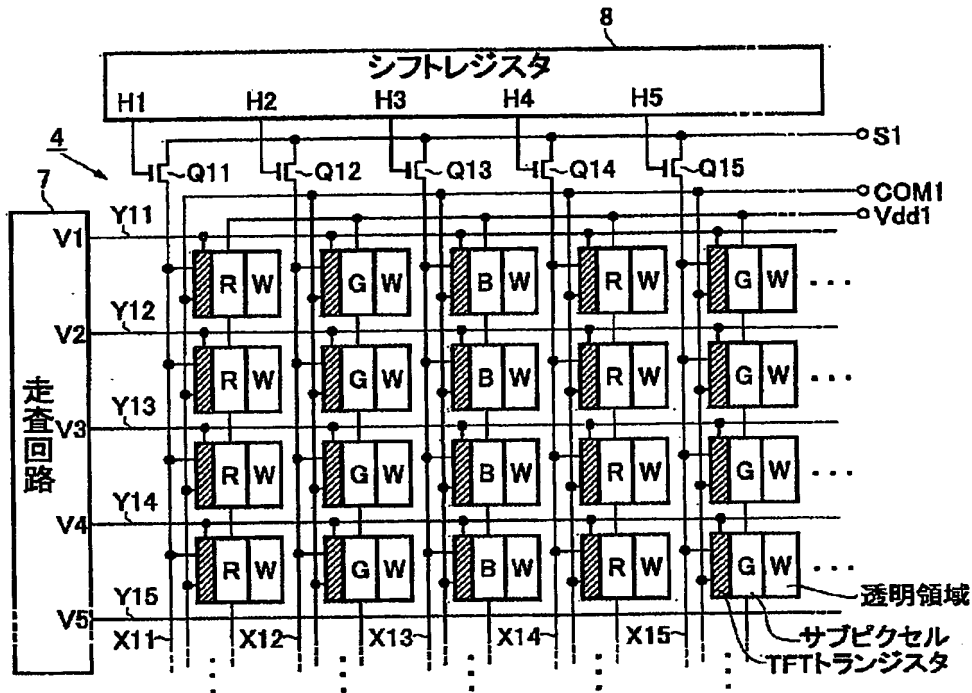 8
シフトレジスタ
H1 H2 H3 H4 H5
S1
4
Q11 Q12 Q13 Q14 Q15
7
COM1
Y11
Vdd1
V1
R W G W B W R W G W ...
Y12
V2
R W G W B W R W G W ...
走査回路
Y13
V3
R W G W B W R W G W ...
Y14
V4
R W G W B W R W G W ...
透明領域
Y15
V5
X11 X12 X13 X14 X15
サブピクセル
TFTトランジスタ